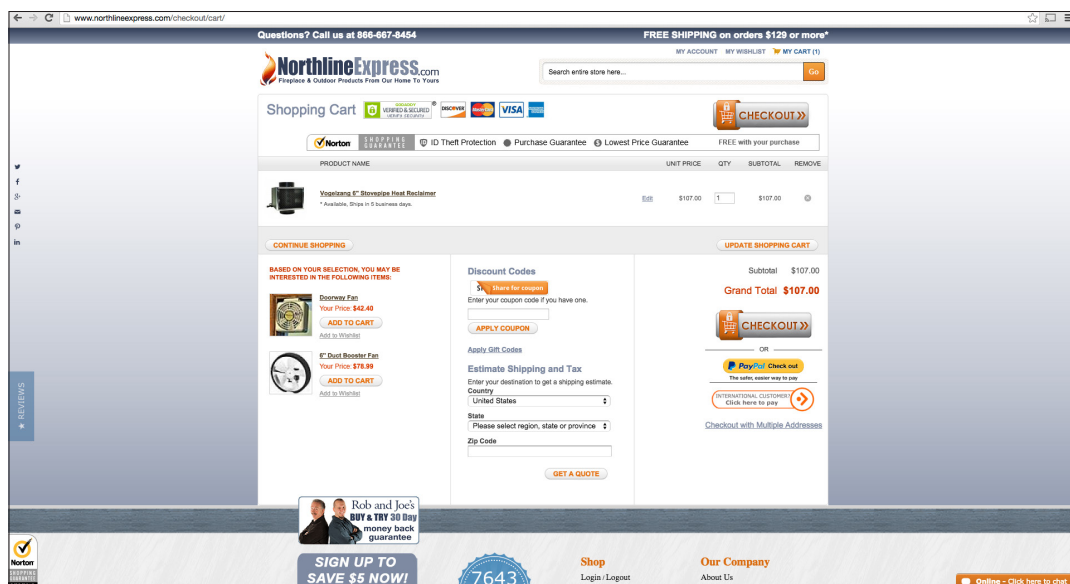 www.northlineexpress.com/checkout/cart/
Questions? Call us at 866-667-8454
FREE SHIPPING on orders $129 or more*
MY ACCOUNT MY WISHLIST MY CART (1)
NorthlineExpress.com
Fireplace & Outdoor Products From Our Home To Yours
Search entire store here...
Go
Shopping Cart
VERIFIED & SECURED
DISCOVER
VISA
CHECKOUT
Norton
SHOPPING
GUARANTEE
ID Theft Protection
Purchase Guarantee
Lowest Price Guarantee
FREE with your purchase
PRODUCT NAME
UNIT PRICE QTY SUBTOTAL REMOVE
Vogelzang 6" Stovepipe Heat Reclaimer
* Available, Ships in 5 business days.
Edit $107.00 1 $107.00
CONTINUE SHOPPING
UPDATE SHOPPING CART
BASED ON YOUR SELECTION, YOU MAY BE
INTERESTED IN THE FOLLOWING ITEMS:
Doorway Fan
Your Price: $42.40
ADD TO CART
Add to Wishlist
6" Duct Booster Fan
Your Price: $78.99
ADD TO CART
Add to Wishlist
Discount Codes
Share for coupon
Enter your coupon code if you have one.
APPLY COUPON
Apply Gift Codes
Estimate Shipping and Tax
Enter your destination to get a shipping estimate.
Country
United States
State
Please select region, state or province
Zip Code
GET A QUOTE
Subtotal $107.00
Grand Total $107.00
CHECKOUT
OR
PayPal Check out
The safer, easier way to pay
INTERNATIONAL CUSTOMER?
Click here to pay
Checkout with Multiple Addresses
REVIEWS
Rob and Joe's
BUY & TRY 30 Day
money back
guarantee
SIGN UP TO
SAVE $5 NOW!
7643
Shop
Login / Logout
Our Company
About Us
Norton
SHOPPING
GUARANTEE
Online - Click here to chat